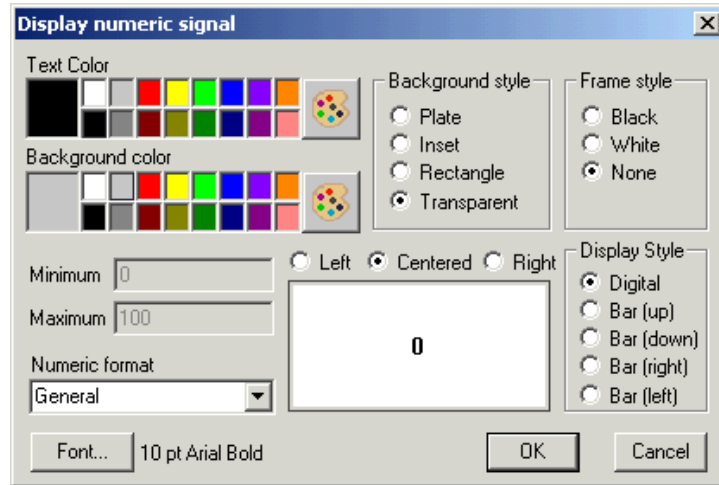 Display numeric signal
Text Color
Background color
Background style
Plate
Inset
Rectangle
Transparent
Frame style
Black
White
None
Minimum 0
Maximum 100
Numeric format
General
Left Centered Right
0
Display Style
Digital
Bar (up)
Bar (down)
Bar (right)
Bar (left)
Font... 10 pt Arial Bold
OK Cancel